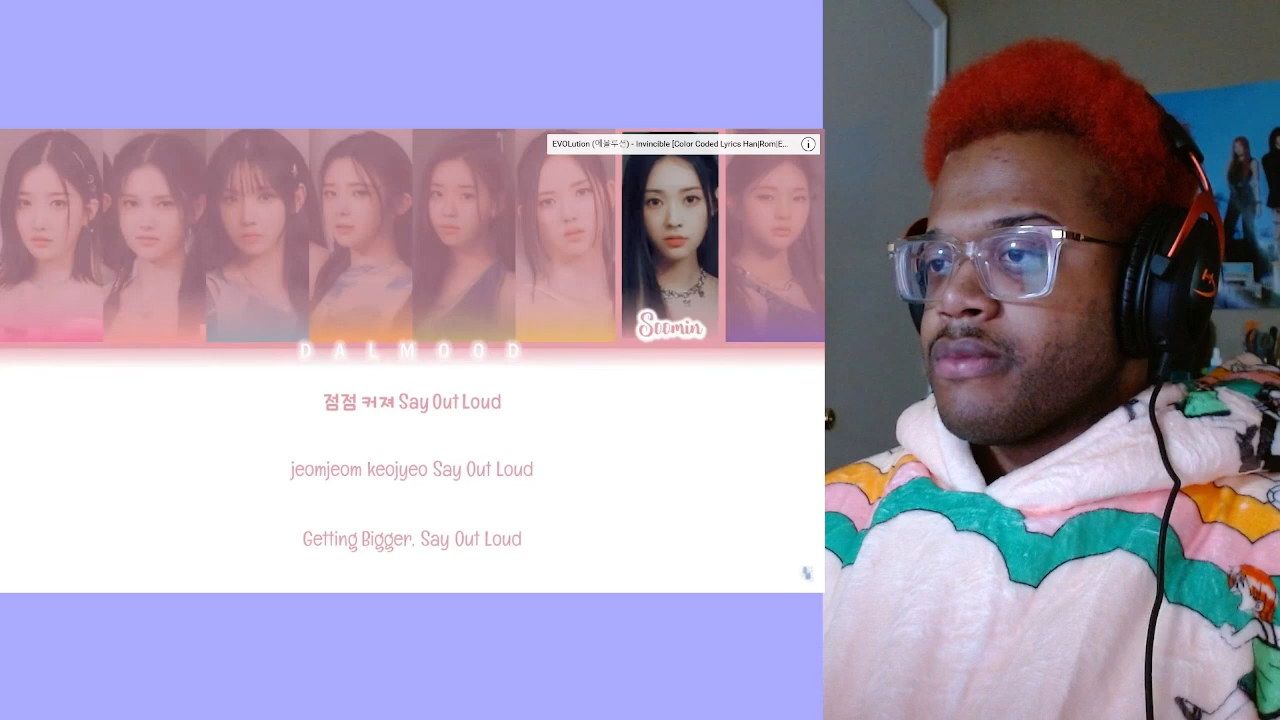 EVOLution (에볼루션) - Invincible [Color Coded Lyrics Han|Rom|E...
Soomin
DALMOOD
점점 커져 Say Out Loud
jeomjeom keojyeo Say Out Loud
Getting Bigger, Say Out Loud